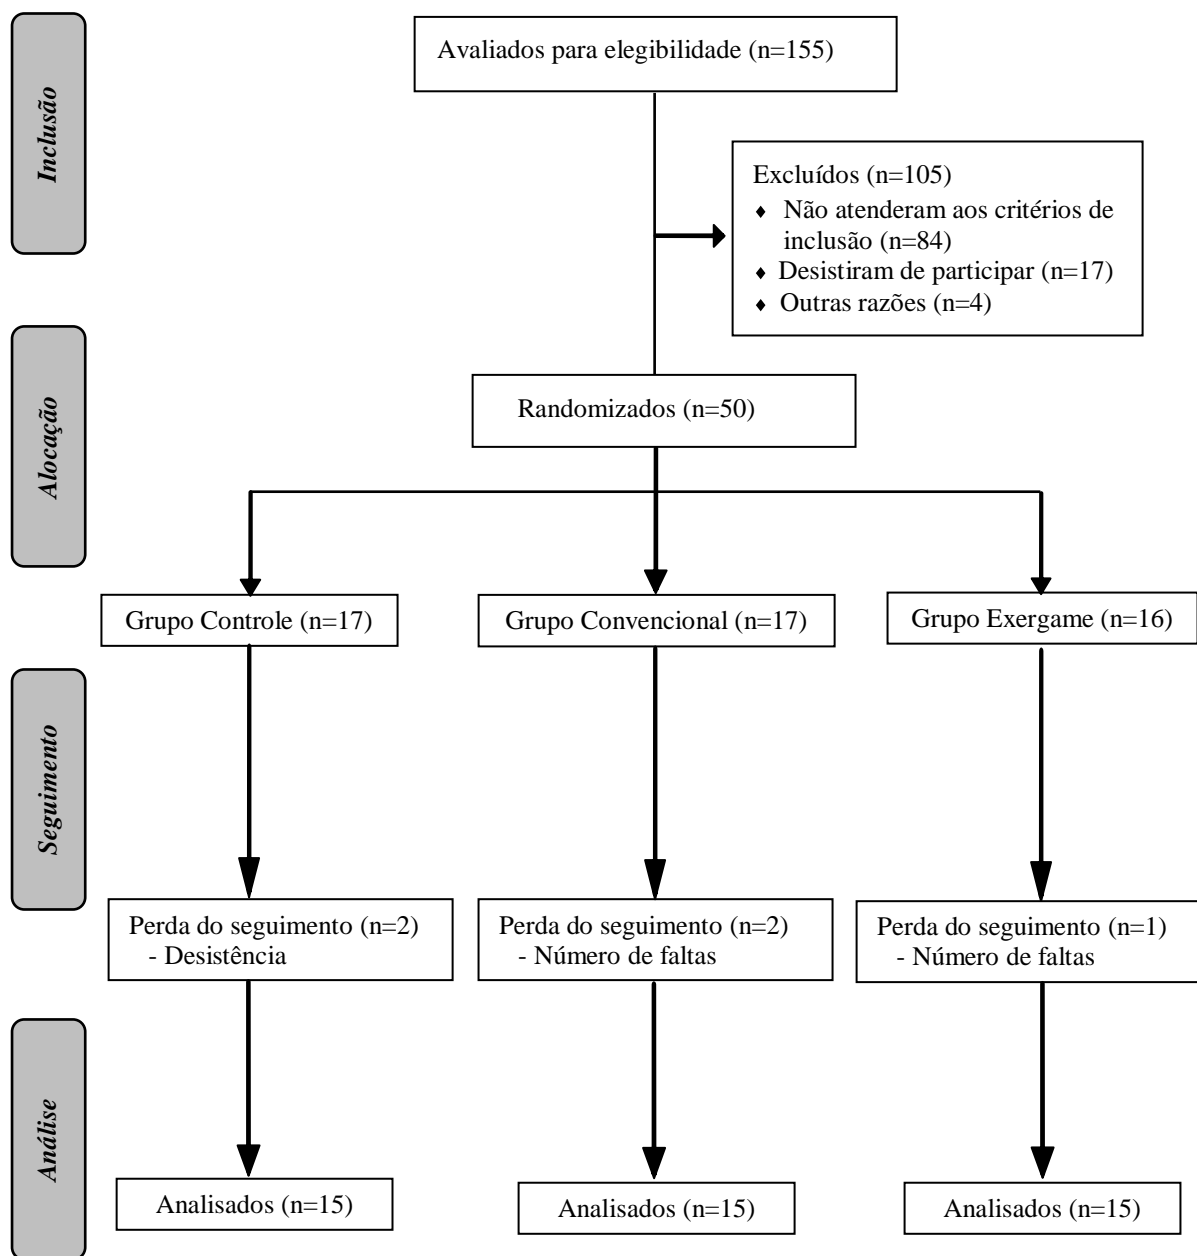 Inclusão
Avaliados para elegibilidade (n=155)
Excluídos (n=105)
♦ Não atenderam aos critérios de
inclusão (n=84)
♦ Desistiram de participar (n=17)
♦ Outras razões (n=4)
Alocação
Randomizados (n=50)
Grupo Controle (n=17)
Grupo Convencional (n=17)
Grupo Exergame (n=16)
Seguimento
Perda do seguimento (n=2)
- Desistência
Perda do seguimento (n=2)
- Número de faltas
Perda do seguimento (n=1)
- Número de faltas
Análise
Analisados (n=15)
Analisados (n=15)
Analisados (n=15)